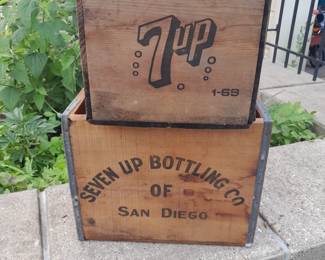 7up
1-69
SEVEN UP BOTTLING CO
OF
SAN DIEGO